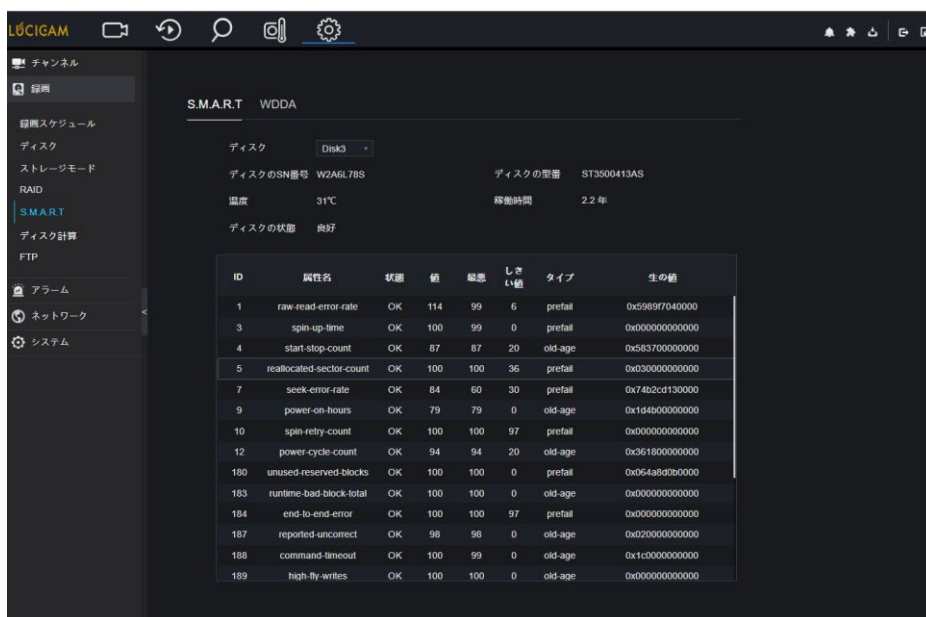 LÚCIGAM
チャンネル
録画
録画スケジュール
ディスク
ストレージモード
RAID
S.M.A.R.T
ディスク計算
FTP
アラーム
ネットワーク
システム
S.M.A.R.T WDDA
ディスク Disk3
ディスクのSN番号 W2A6L78S ディスクの型番 ST3500413AS
温度 31℃ 稼働時間 2.2 年
ディスクの状態 良好
ID 属性名 状態 値 最悪 しきい値 タイプ 生の値
1 raw-read-error-rate OK 114 99 6 prefail 0x5989f7040000
3 spin-up-time OK 100 99 0 prefail 0x000000000000
4 start-stop-count OK 87 87 20 old-age 0x583700000000
5 reallocated-sector-count OK 100 100 36 prefail 0x030000000000
7 seek-error-rate OK 84 60 30 prefail 0x74b2cd130000
9 power-on-hours OK 79 79 0 old-age 0x1d4b00000000
10 spin-retry-count OK 100 100 97 prefail 0x000000000000
12 power-cycle-count OK 94 94 20 old-age 0x361800000000
180 unused-reserved-blocks OK 100 100 0 prefail 0x064a8d0b0000
183 runtime-bad-block-total OK 100 100 0 old-age 0x000000000000
184 end-to-end-error OK 100 100 97 prefail 0x000000000000
187 reported-uncorrect OK 98 98 0 old-age 0x020000000000
188 command-timeout OK 100 99 0 old-age 0x1c0000000000
189 high-fly-writes OK 100 100 0 old-age 0x000000000000